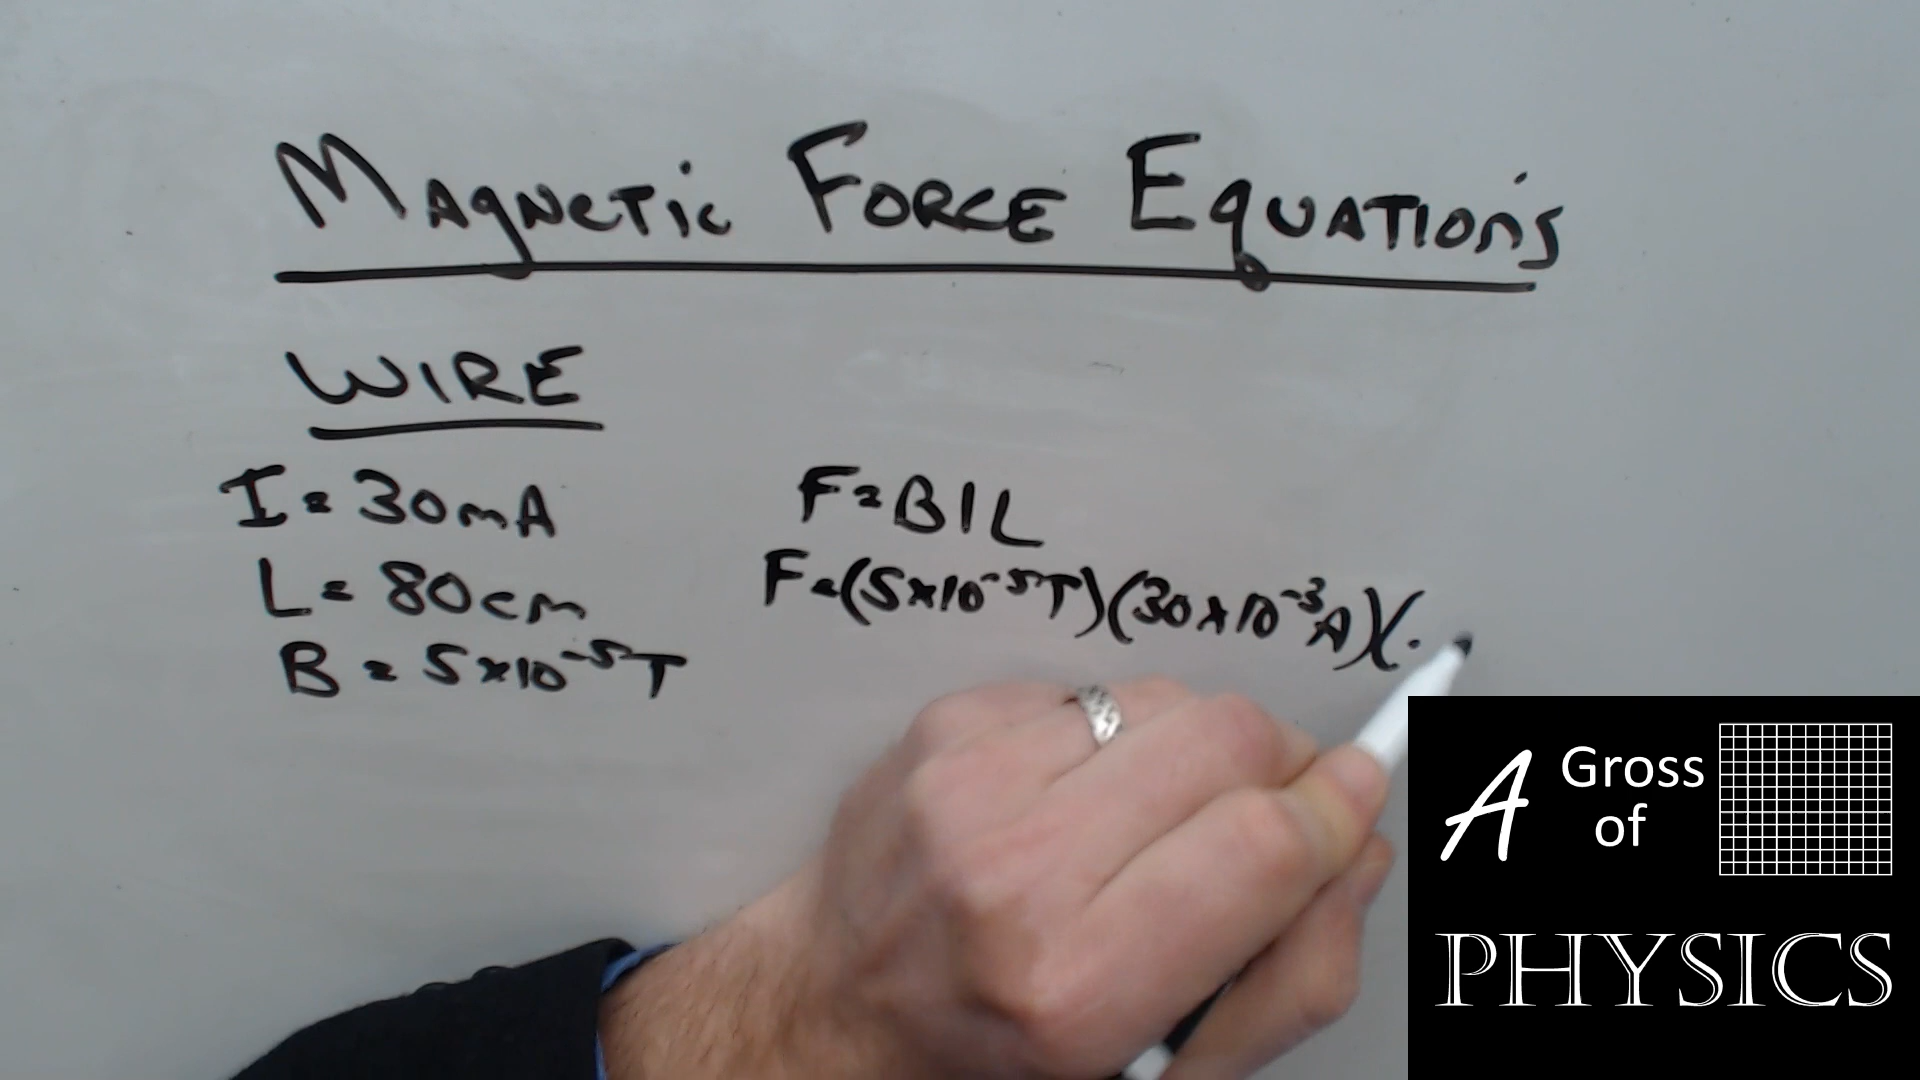 Magnetic Force Equations
WIRE
I = 30mA
L = 80cm
B = 5x10⁻⁵T
F=BIL
F=(5x10⁻⁵T)(30x10⁻³A)(.
A Gross of
PHYSICS